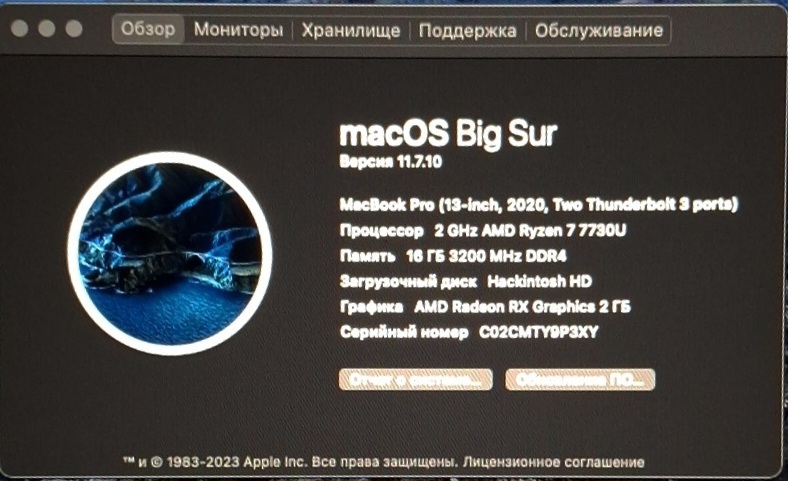 Обзор Мониторы Хранилище Поддержка Обслуживание
macOS Big Sur
Версия 11.7.10
MacBook Pro (13-inch, 2020, Two Thunderbolt 3 ports)
Процессор 2 GHz AMD Ryzen 7 7730U
Память 16 ГБ 3200 MHz DDR4
Загрузочный диск Hackintosh HD
Графика AMD Radeon RX Graphics 2 ГБ
Серийный номер C02CMTY9P3XY
Отчет о системе... Обновление ПО...
™ и © 1983-2023 Apple Inc. Все права защищены. Лицензионное соглашение